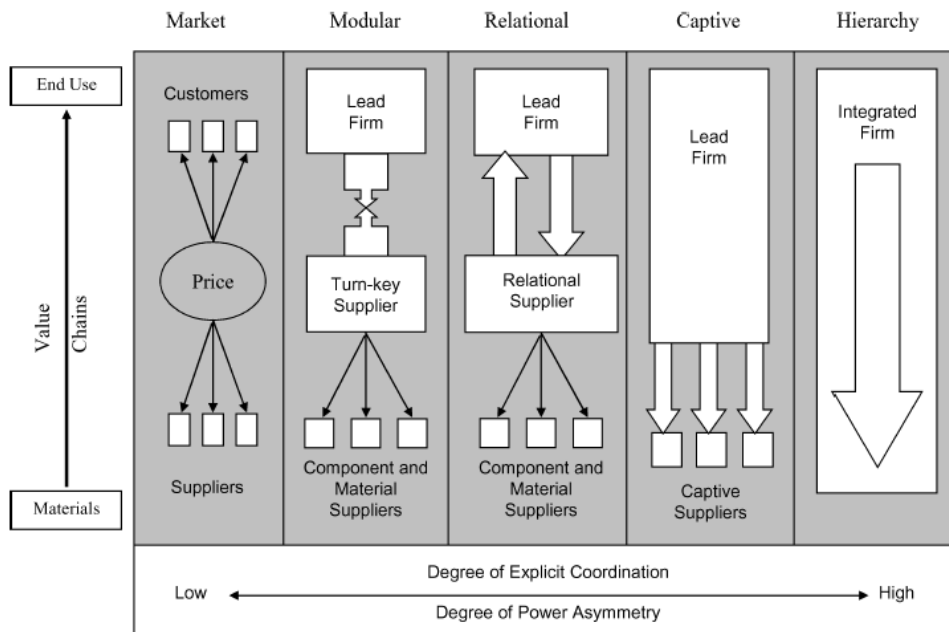 Market
Modular
Relational
Captive
Hierarchy
End Use
Value
Chains
Materials
Customers
Price
Suppliers
Lead
Firm
Turn-key
Supplier
Component and
Material
Suppliers
Lead
Firm
Relational
Supplier
Component and
Material
Suppliers
Lead
Firm
Captive
Suppliers
Integrated
Firm
Degree of Explicit Coordination
Low
High
Degree of Power Asymmetry